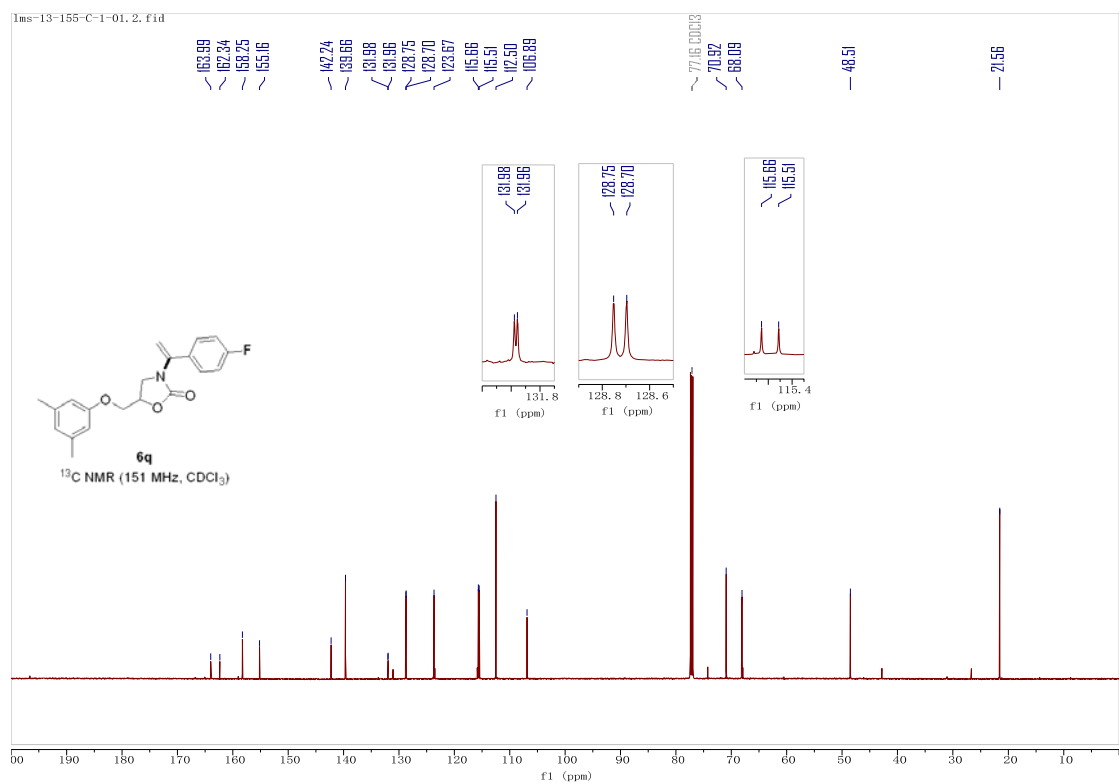 lms-13-155-C-1-01.2.fid
163.99
162.34
158.25
155.16
142.24
139.66
131.98
131.96
128.75
128.70
123.67
115.66
115.51
112.50
106.89
77.16 CDCl3
70.92
68.09
48.51
21.56
131.98
131.96
131.8
f1 (ppm)
128.75
128.70
128.8 128.6
f1 (ppm)
115.66
115.51
115.4
f1 (ppm)
F
N
O
O
O
6q
¹³C NMR (151 MHz, CDCl₃)
00 190 180 170 160 150 140 130 120 110 100 90 80 70 60 50 40 30 20 10
f1 (ppm)